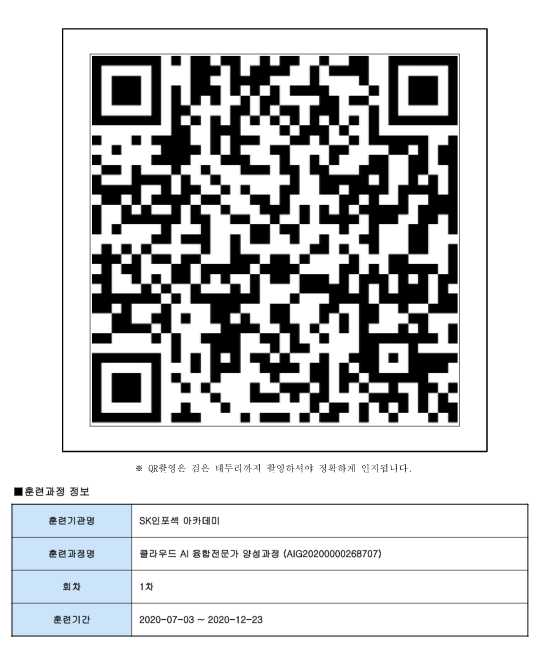 ※ QR촬영은 검은 테두리까지 촬영하셔야 정확하게 인지됩니다.
■훈련과정 정보
훈련기관명 SK인포섹 아카데미
훈련과정명 클라우드 AI 융합전문가 양성과정 (AIG20200000268707)
회차 1차
훈련기간 2020-07-03 ~ 2020-12-23